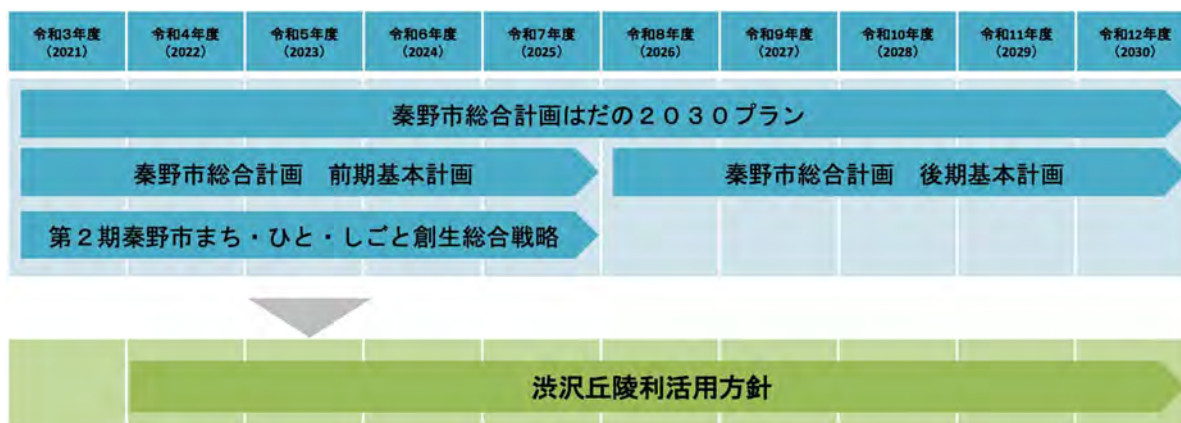 令和3年度 令和4年度 令和5年度 令和6年度 令和7年度 令和8年度 令和9年度 令和10年度 令和11年度 令和12年度
（2021） （2022） （2023） （2024） （2025） （2026） （2027） （2028） （2029） （2030）
秦野市総合計画はだの２０３０プラン
秦野市総合計画　前期基本計画 秦野市総合計画　後期基本計画
第２期秦野市まち・ひと・しごと創生総合戦略
渋沢丘陵利活用方針